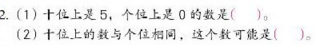 2.(1)十位上是5，个位上是0的数是(    )。
(2)十位上的数与个位相同，这个数可能是(    )。